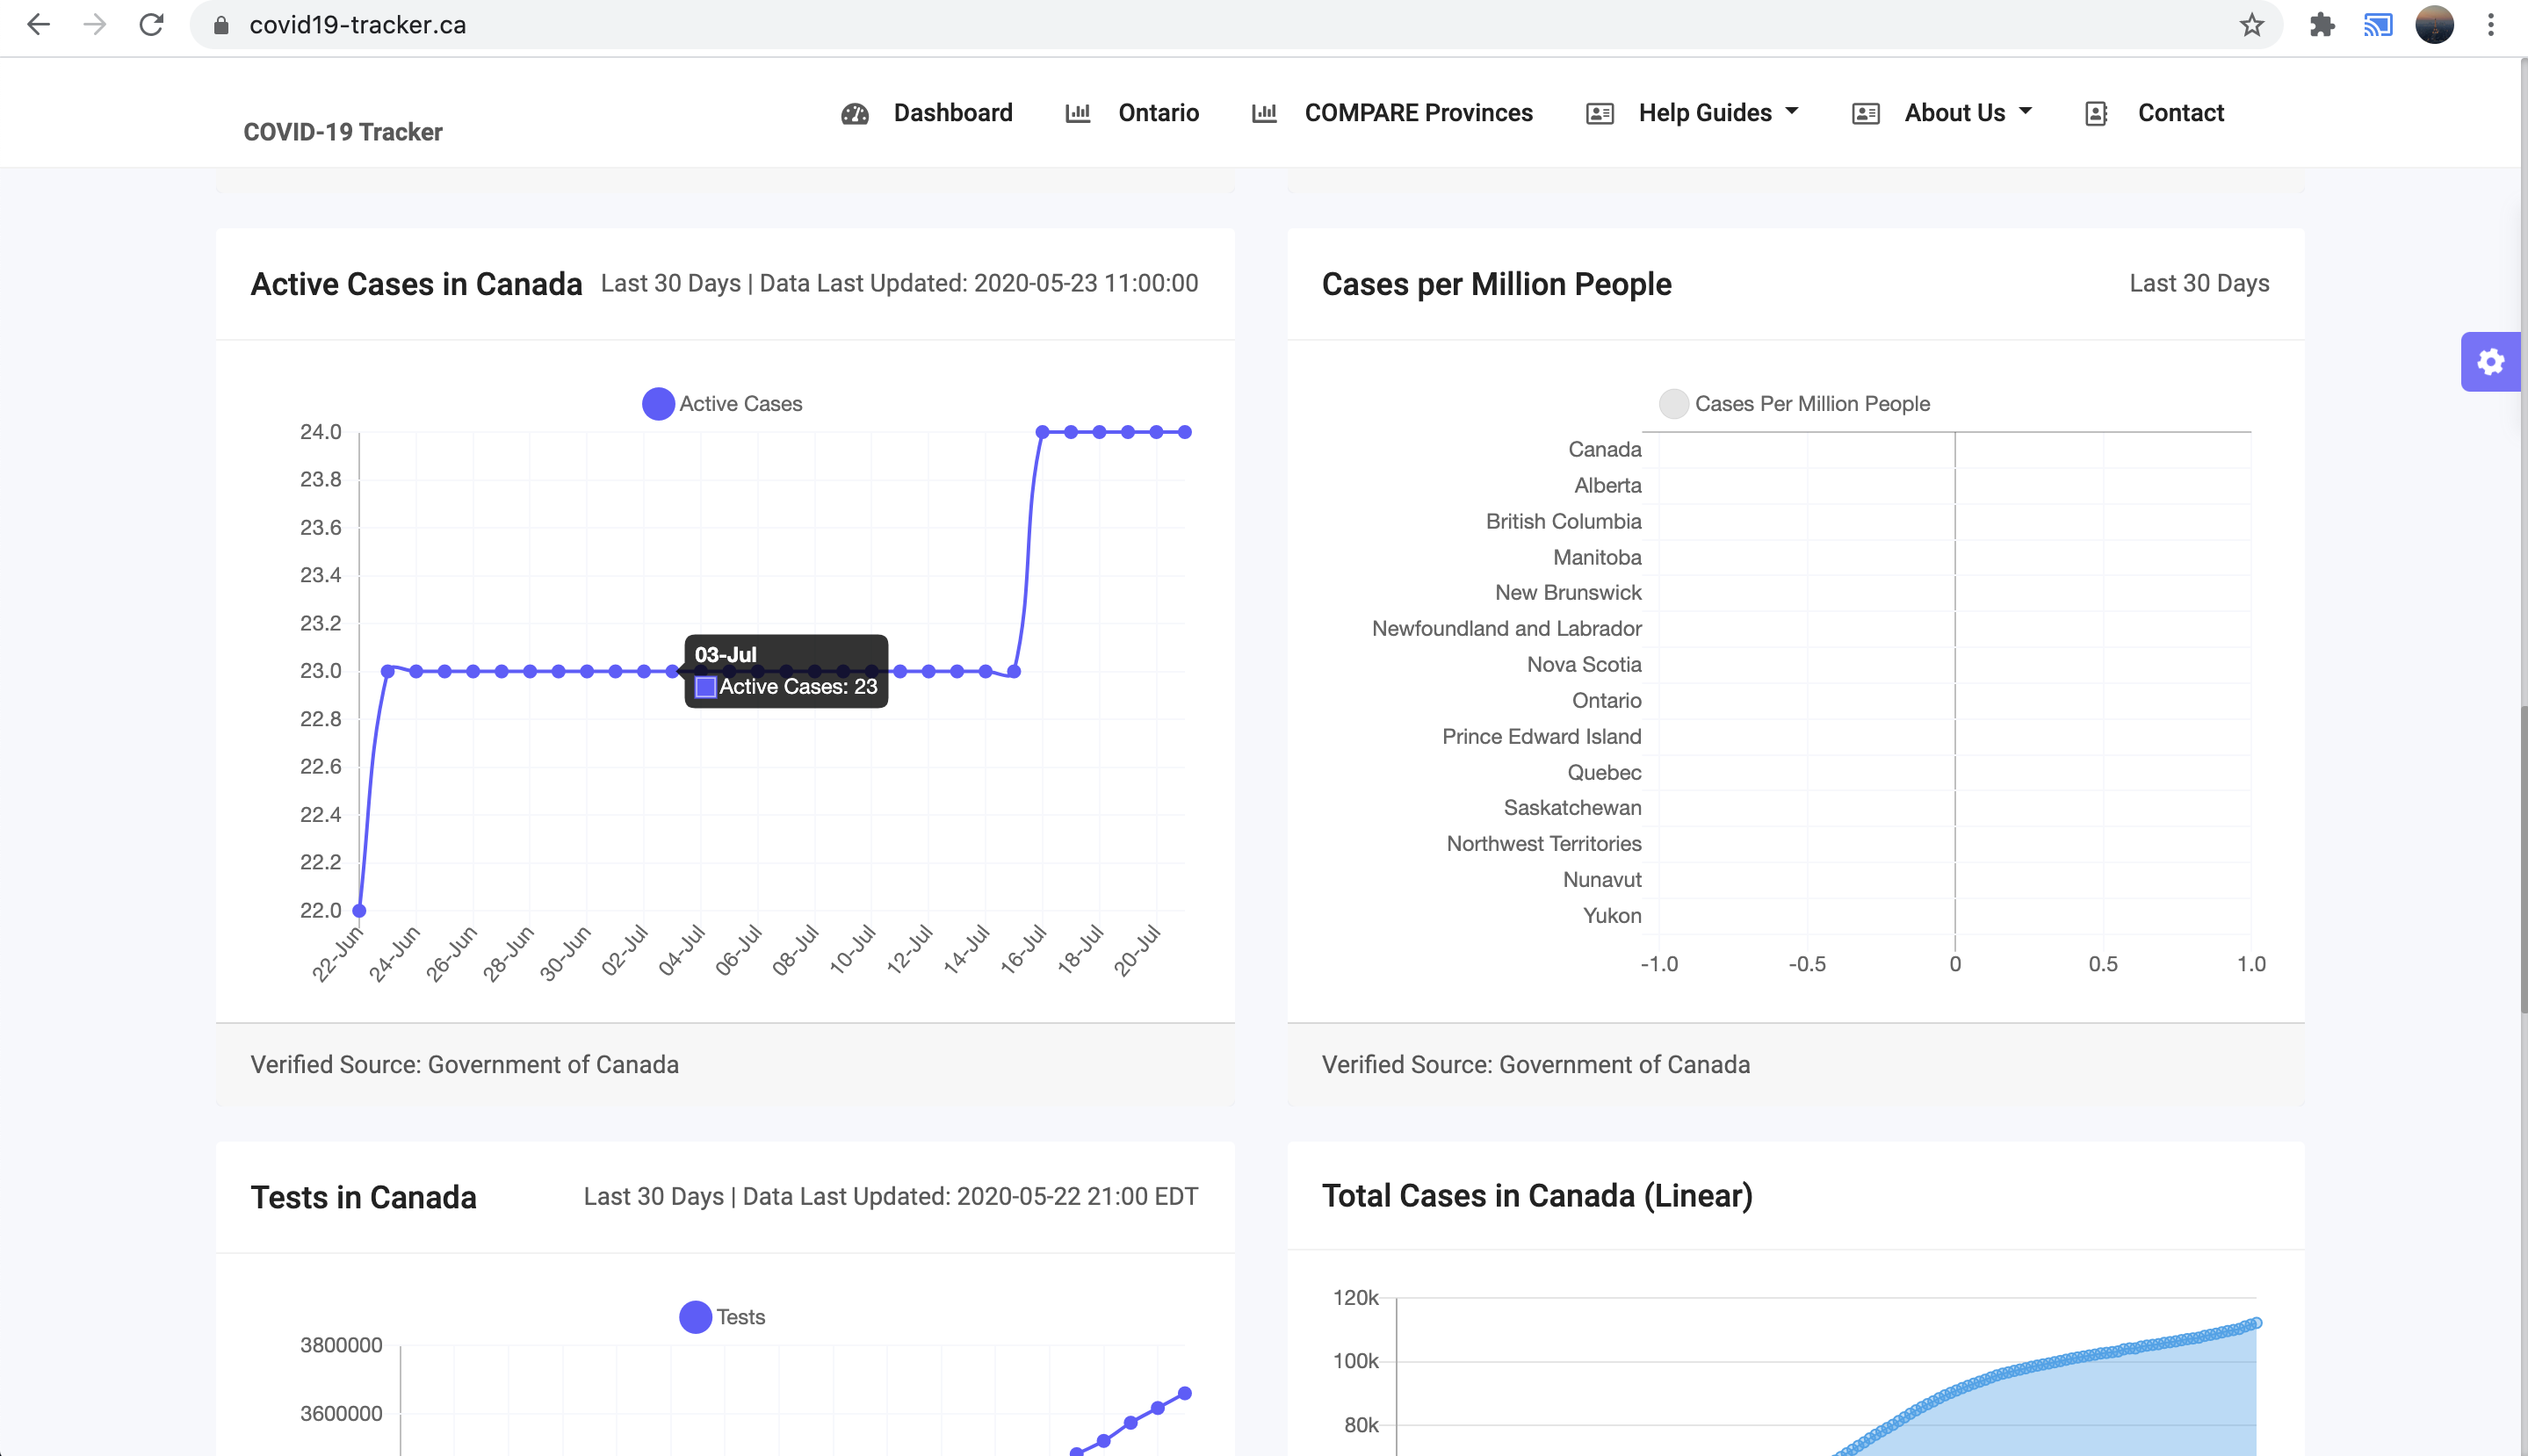 covid19-tracker.ca
COVID-19 Tracker
Dashboard
Ontario
COMPARE Provinces
Help Guides
About Us
Contact
Active Cases in Canada
Last 30 Days | Data Last Updated: 2020-05-23 11:00:00
Active Cases
24.0
23.8
23.6
23.4
23.2
23.0
22.8
22.6
22.4
22.2
22.0
03-Jul
Active Cases: 23
22-Jun
24-Jun
26-Jun
28-Jun
30-Jun
02-Jul
04-Jul
06-Jul
08-Jul
10-Jul
12-Jul
14-Jul
16-Jul
18-Jul
20-Jul
Verified Source: Government of Canada
Cases per Million People
Last 30 Days
Cases Per Million People
Canada
Alberta
British Columbia
Manitoba
New Brunswick
Newfoundland and Labrador
Nova Scotia
Ontario
Prince Edward Island
Quebec
Saskatchewan
Northwest Territories
Nunavut
Yukon
-1.0
-0.5
0
0.5
1.0
Verified Source: Government of Canada
Tests in Canada
Last 30 Days | Data Last Updated: 2020-05-22 21:00 EDT
Tests
3800000
3600000
Total Cases in Canada (Linear)
120k
100k
80k